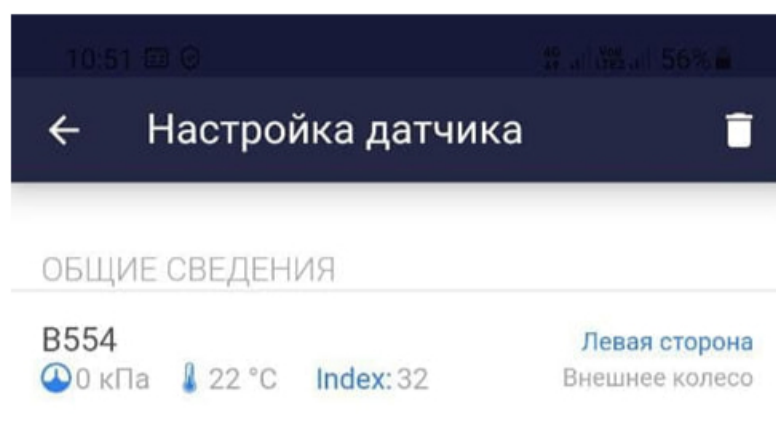 10:51 56%
Настройка датчика
ОБЩИЕ СВЕДЕНИЯ
B554 Левая сторона
0 кПа 22 °C Index: 32 Внешнее колесо